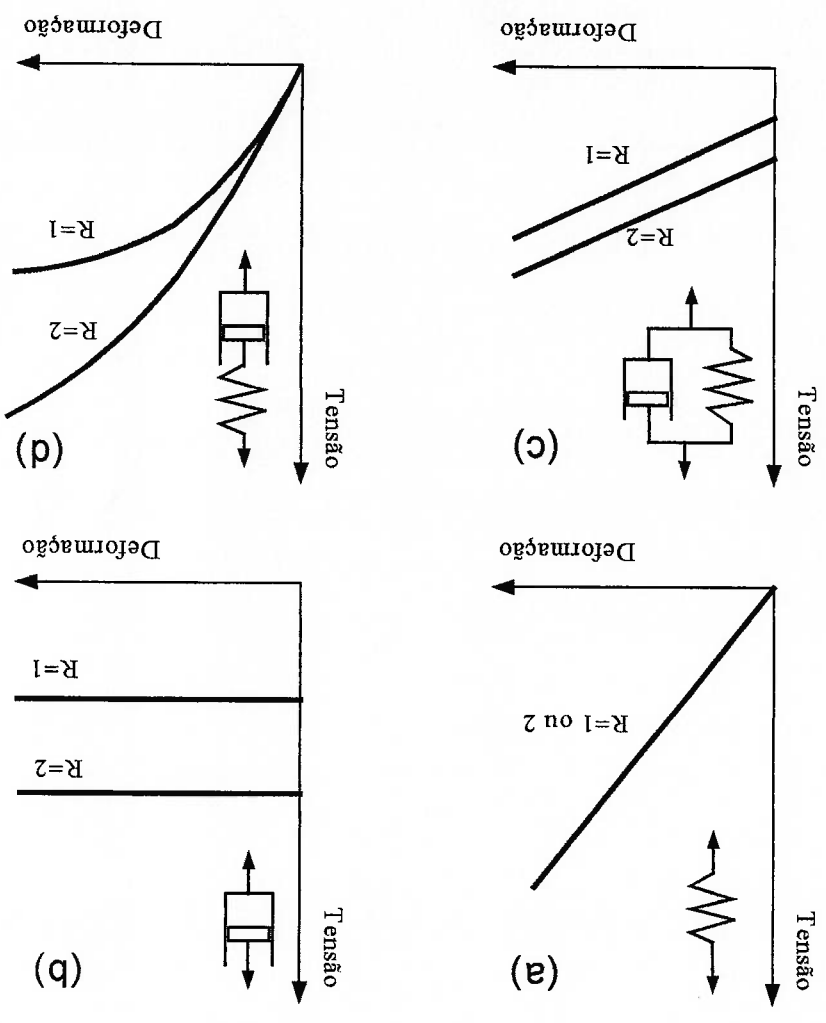 (a)
Tensão
R=1 ou 2
Deformação
(b)
Tensão
R=2
R=1
Deformação
(c)
Tensão
R=2
R=1
Deformação
(d)
Tensão
R=2
R=1
Deformação